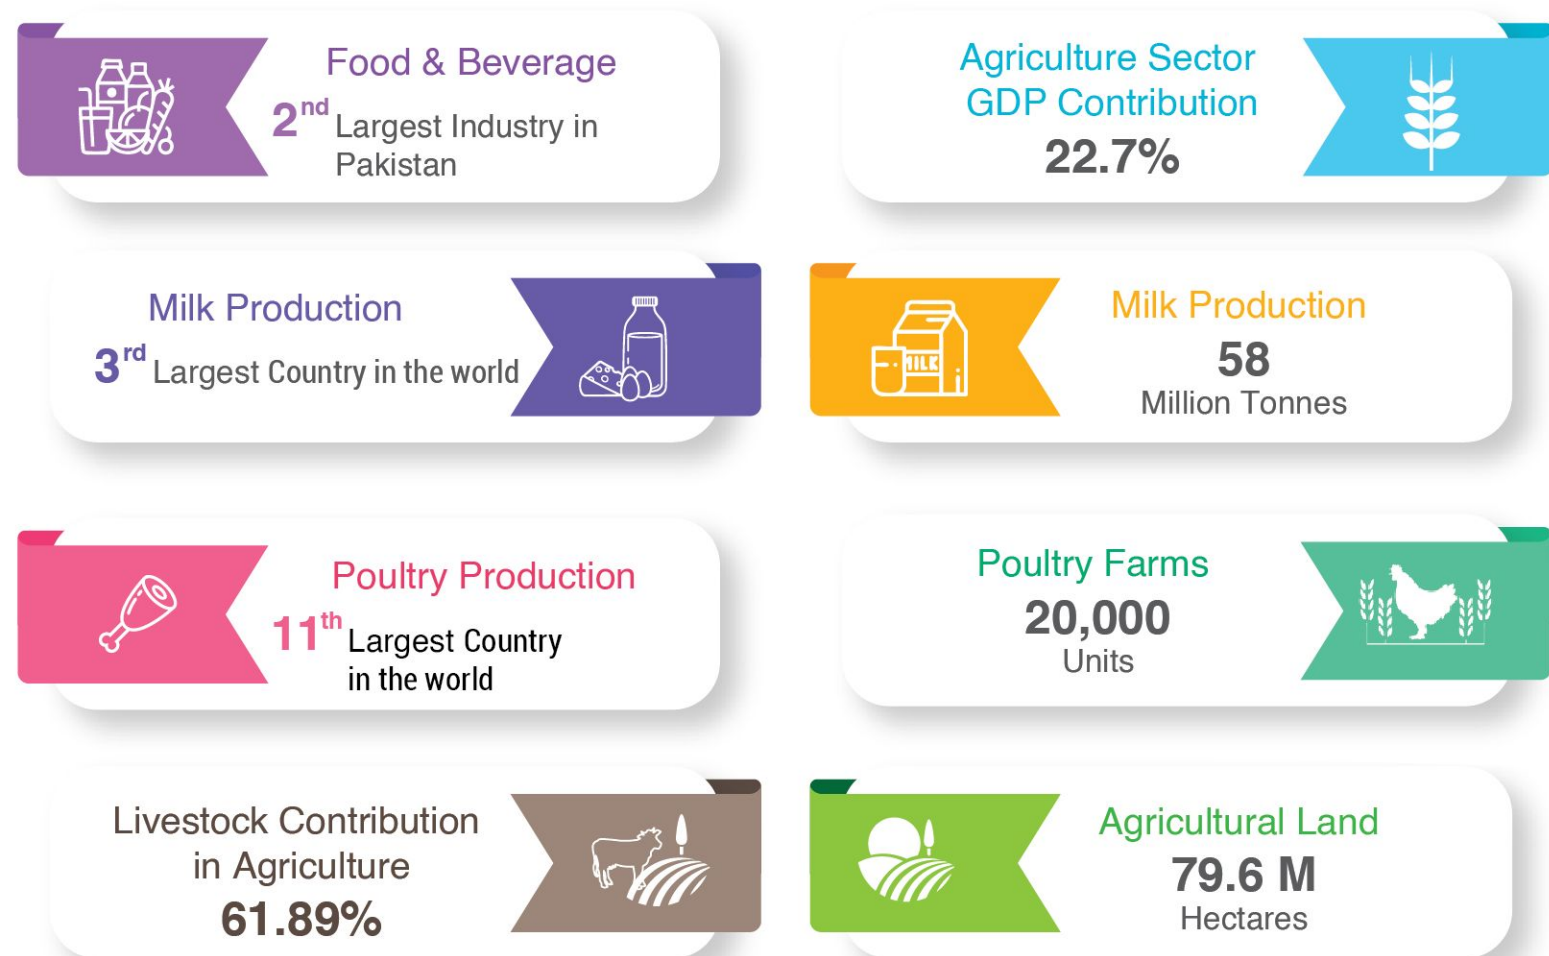 Food & Beverage
2nd Largest Industry in
Pakistan
Agriculture Sector
GDP Contribution
22.7%
Milk Production
3rd Largest Country in the world
MILK
Milk Production
58
Million Tonnes
Poultry Production
11th Largest Country
in the world
Poultry Farms
20,000
Units
Livestock Contribution
in Agriculture
61.89%
Agricultural Land
79.6 M
Hectares